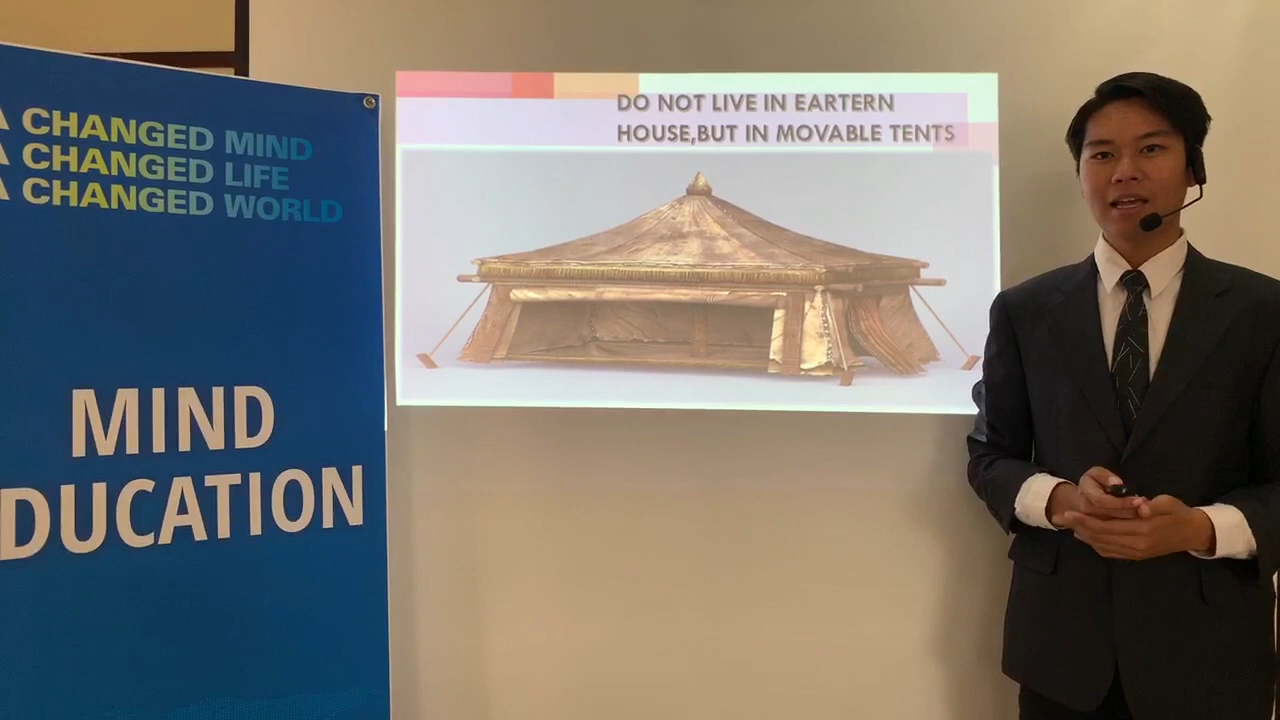 A CHANGED MIND
A CHANGED LIFE
A CHANGED WORLD
MIND
DUCATION
DO NOT LIVE IN EARTERN
HOUSE,BUT IN MOVABLE TENTS